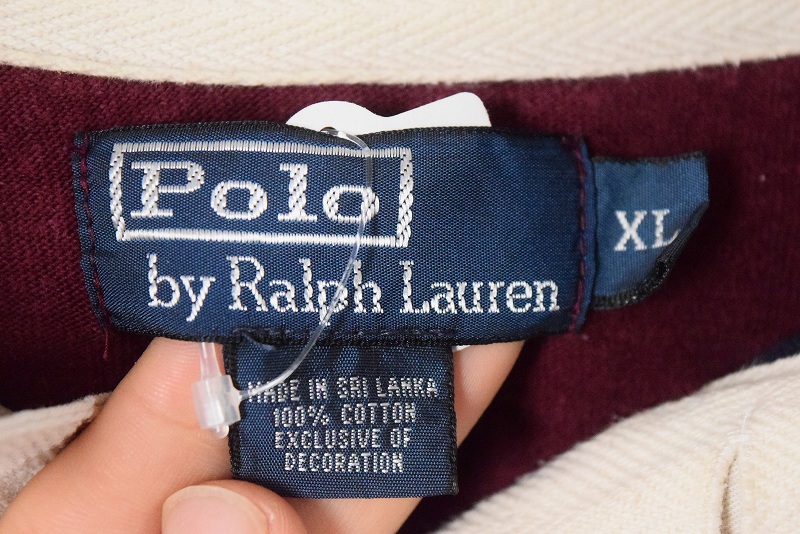 Polo
by Ralph Lauren
XL
MADE IN SRI LANKA
100% COTTON
EXCLUSIVE OF
DECORATION